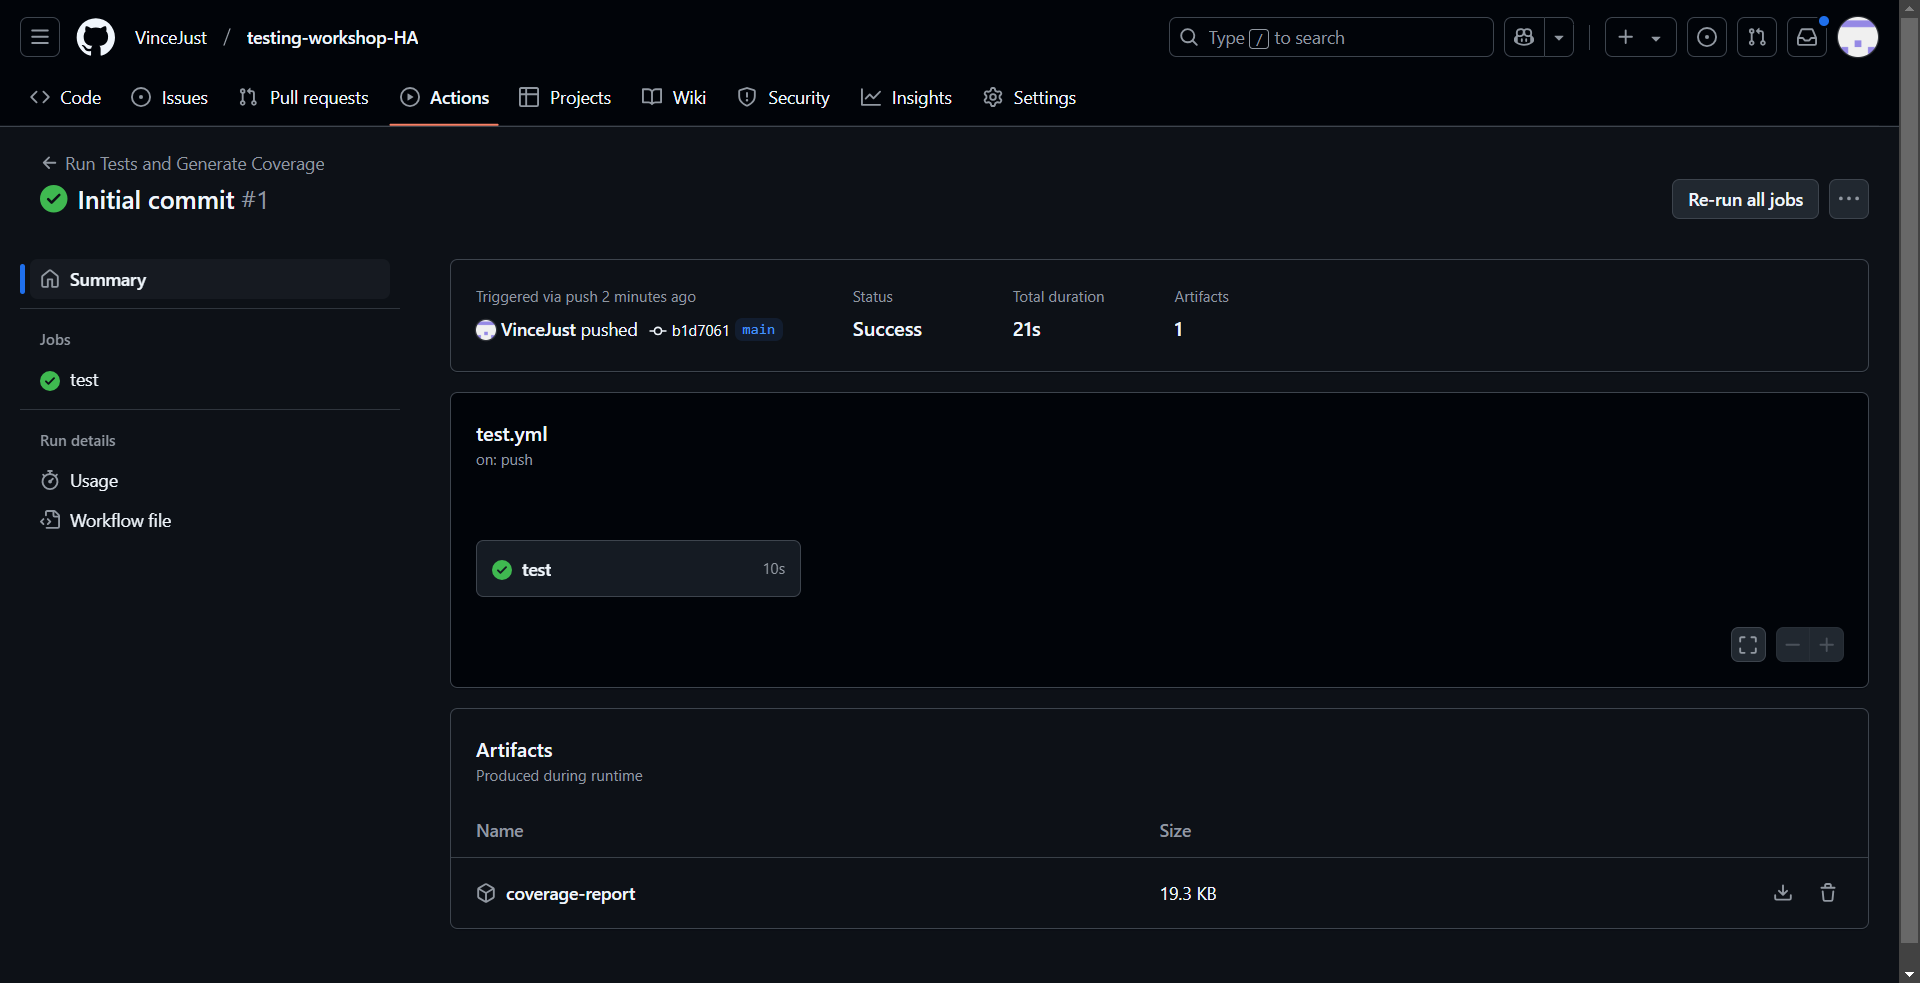 VinceJust / testing-workshop-HA
Type / to search
Code Issues Pull requests Actions Projects Wiki Security Insights Settings
Run Tests and Generate Coverage
Initial commit #1
Re-run all jobs
Summary
Jobs
test
Run details
Usage
Workflow file
Triggered via push 2 minutes ago
VinceJust pushed b1d7061 main
Status
Success
Total duration
21s
Artifacts
1
test.yml
on: push
test 10s
Artifacts
Produced during runtime
Name Size
coverage-report 19.3 KB